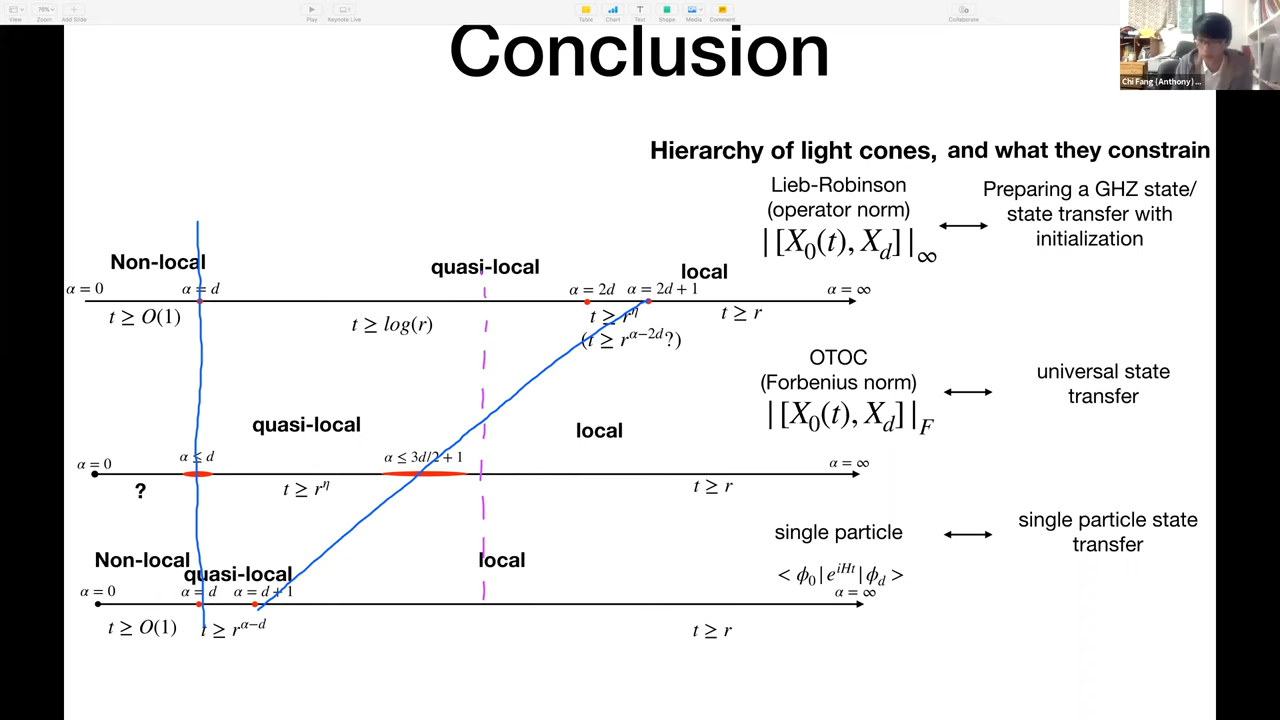 View
Zoom
Add Slide
Play
Keynote Live
Table
Chart
Text
Shape
Media
Comment
Collaborate
Chi Fang (Anthony) ...
Conclusion
Hierarchy of light cones, and what they constrain
Lieb-Robinson
(operator norm)
|[X_0(t), X_d]|_∞
Preparing a GHZ state/
state transfer with
initialization
Non-local
quasi-local
local
α = 0
α = d
α = 2d
α = 2d + 1
α = ∞
t ≥ O(1)
t ≥ log(r)
t ≥ r^η
(t ≥ r^{α−2d}?)
t ≥ r
OTOC
(Forbenius norm)
|[X_0(t), X_d]|_F
universal state
transfer
quasi-local
local
α = 0
α ≤ d
α ≤ 3d/2 + 1
α = ∞
?
t ≥ r^η
t ≥ r
single particle
< ϕ_0|e^{iHt}|ϕ_d >
single particle state
transfer
Non-local
quasi-local
local
α = 0
α = d
α = d + 1
α = ∞
t ≥ O(1)
t ≥ r^{α−d}
t ≥ r